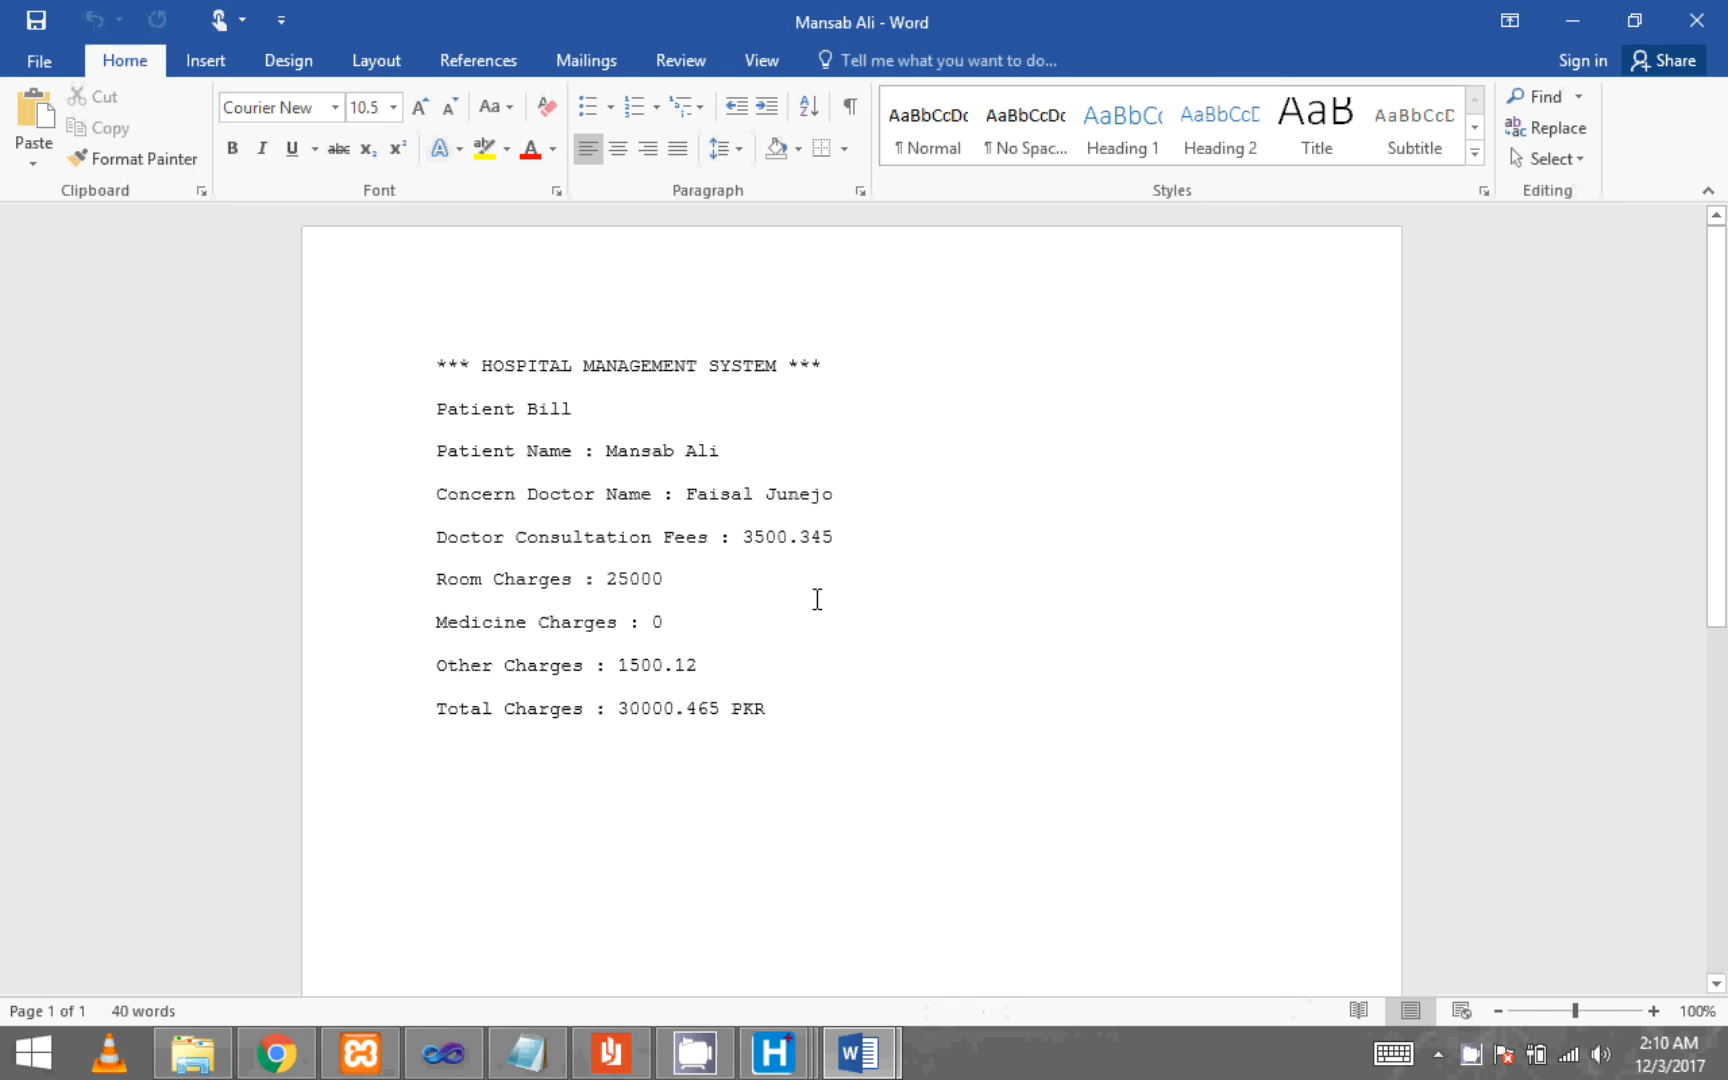 Mansab Ali - Word
File Home Insert Design Layout References Mailings Review View Tell me what you want to do... Sign in Share
Paste Cut Copy Format Painter Clipboard
Courier New 10.5 Aa
B I U abc x₂ x² A A
Font
Paragraph
AaBbCcDc AaBbCcDc AaBbCc AaBbCcD AaB AaBbCcD
¶ Normal ¶ No Spac... Heading 1 Heading 2 Title Subtitle
Styles
Find
Replace
Select
Editing
*** HOSPITAL MANAGEMENT SYSTEM ***
Patient Bill
Patient Name : Mansab Ali
Concern Doctor Name : Faisal Junejo
Doctor Consultation Fees : 3500.345
Room Charges : 25000
Medicine Charges : 0
Other Charges : 1500.12
Total Charges : 30000.465 PKR
Page 1 of 1 40 words 100%
2:10 AM
12/3/2017